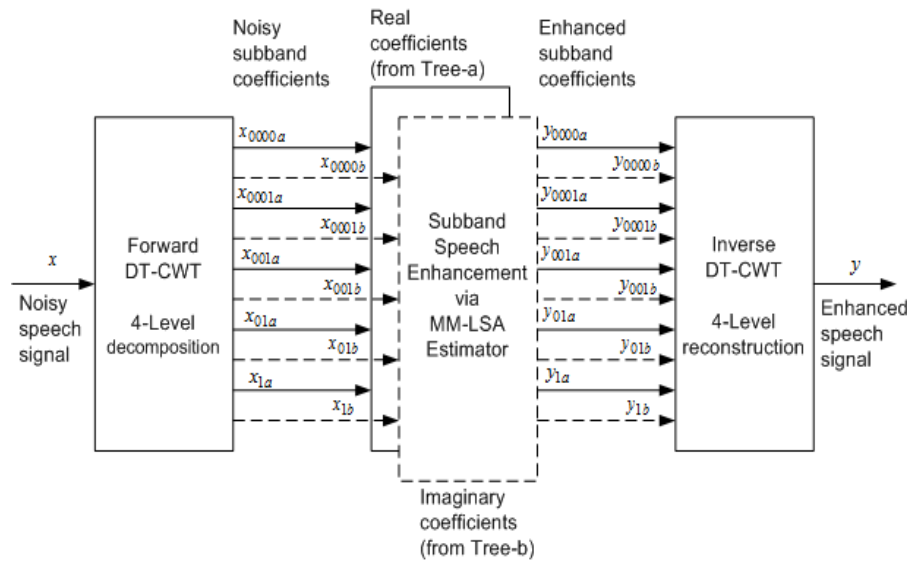 Noisy
subband
coefficients
Real
coefficients
(from Tree-a)
Enhanced
subband
coefficients
x
Noisy
speech
signal
Forward
DT-CWT
4-Level
decomposition
x0000a
x0000b
x0001a
x0001b
x001a
x001b
x01a
x01b
x1a
x1b
Subband
Speech
Enhancement
via
MM-LSA
Estimator
y0000a
y0000b
y0001a
y0001b
y001a
y001b
y01a
y01b
y1a
y1b
Inverse
DT-CWT
4-Level
reconstruction
y
Enhanced
speech
signal
Imaginary
coefficients
(from Tree-b)